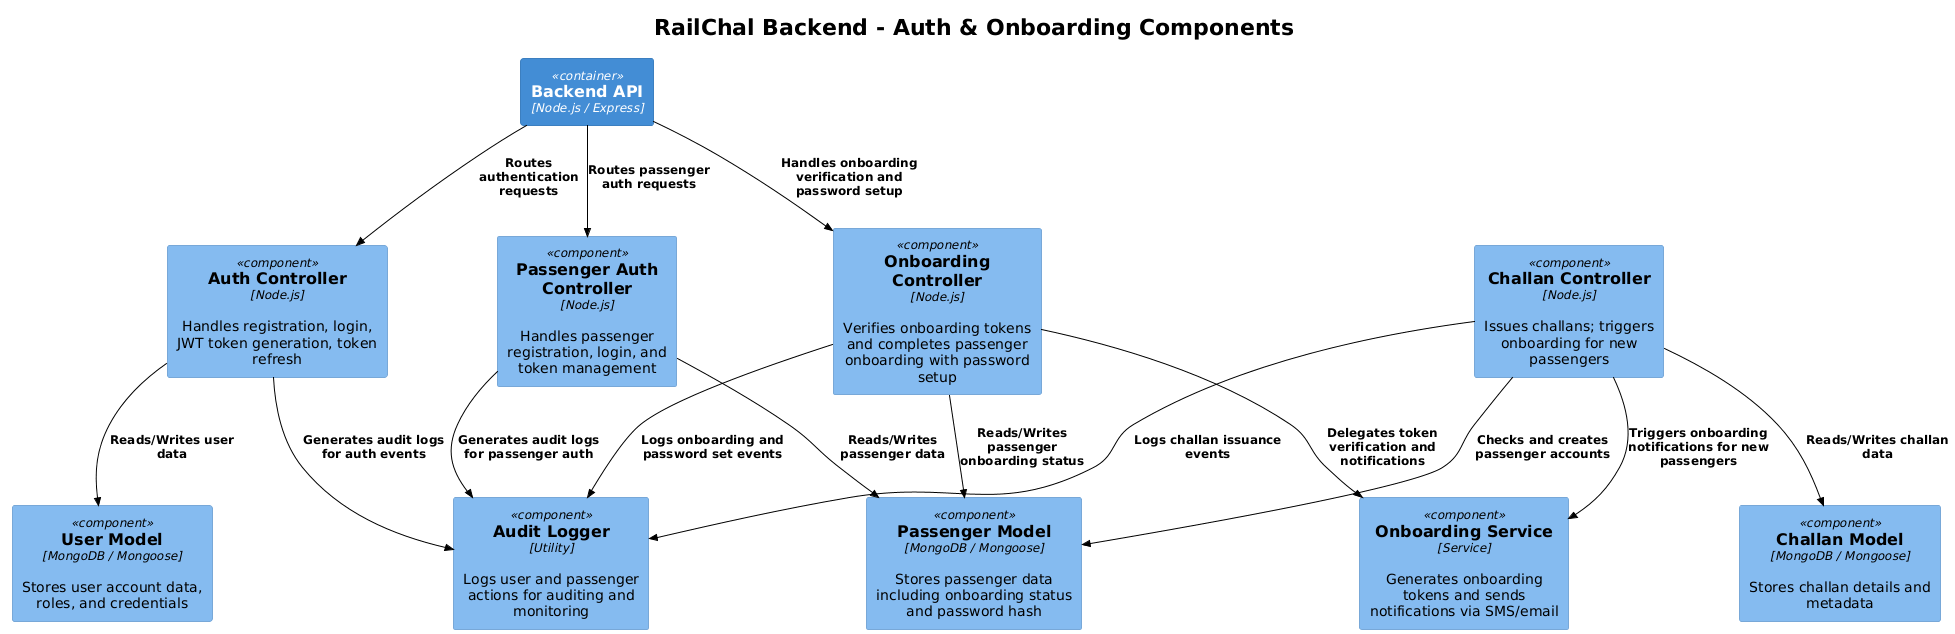 RailChal Backend - Auth & Onboarding Components
«container»
Backend API
[Node.js / Express]
Routes
authentication
requests
Routes passenger
auth requests
Handles onboarding
verification and
password setup
«component»
Auth Controller
[Node.js]
Handles registration, login,
JWT token generation, token
refresh
«component»
Passenger Auth
Controller
[Node.js]
Handles passenger
registration, login, and
token management
«component»
Onboarding
Controller
[Node.js]
Verifies onboarding tokens
and completes passenger
onboarding with password
setup
«component»
Challan Controller
[Node.js]
Issues challans; triggers
onboarding for new
passengers
Reads/Writes user
data
Generates audit logs
for auth events
Generates audit logs
for passenger auth
Logs onboarding and
password set events
Reads/Writes
passenger data
Reads/Writes
passenger
onboarding status
Logs challan issuance
events
Delegates token
verification and
notifications
Checks and creates
passenger accounts
Triggers onboarding
notifications for new
passengers
Reads/Writes challan
data
«component»
User Model
[MongoDB / Mongoose]
Stores user account data,
roles, and credentials
«component»
Audit Logger
[Utility]
Logs user and passenger
actions for auditing and
monitoring
«component»
Passenger Model
[MongoDB / Mongoose]
Stores passenger data
including onboarding status
and password hash
«component»
Onboarding Service
[Service]
Generates onboarding
tokens and sends
notifications via SMS/email
«component»
Challan Model
[MongoDB / Mongoose]
Stores challan details and
metadata